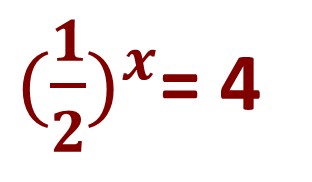 (1/2)^x = 4